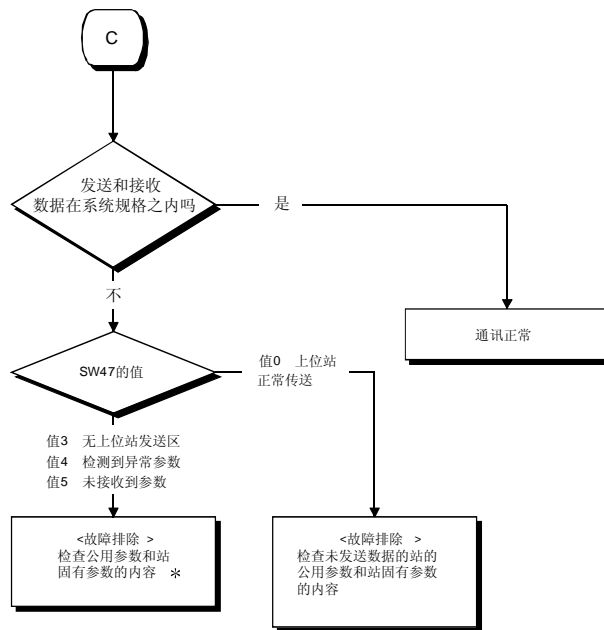 C
发送和接收
数据在系统规格之内吗
是
不
通讯正常
SW47的值
值0 上位站
正常传送
值3 无上位站发送区
值4 检测到异常参数
值5 未接收到参数
<故障排除 >
检查公用参数和站
固有参数的内容 *
<故障排除 >
检查未发送数据的站的
公用参数和站固有参数
的内容